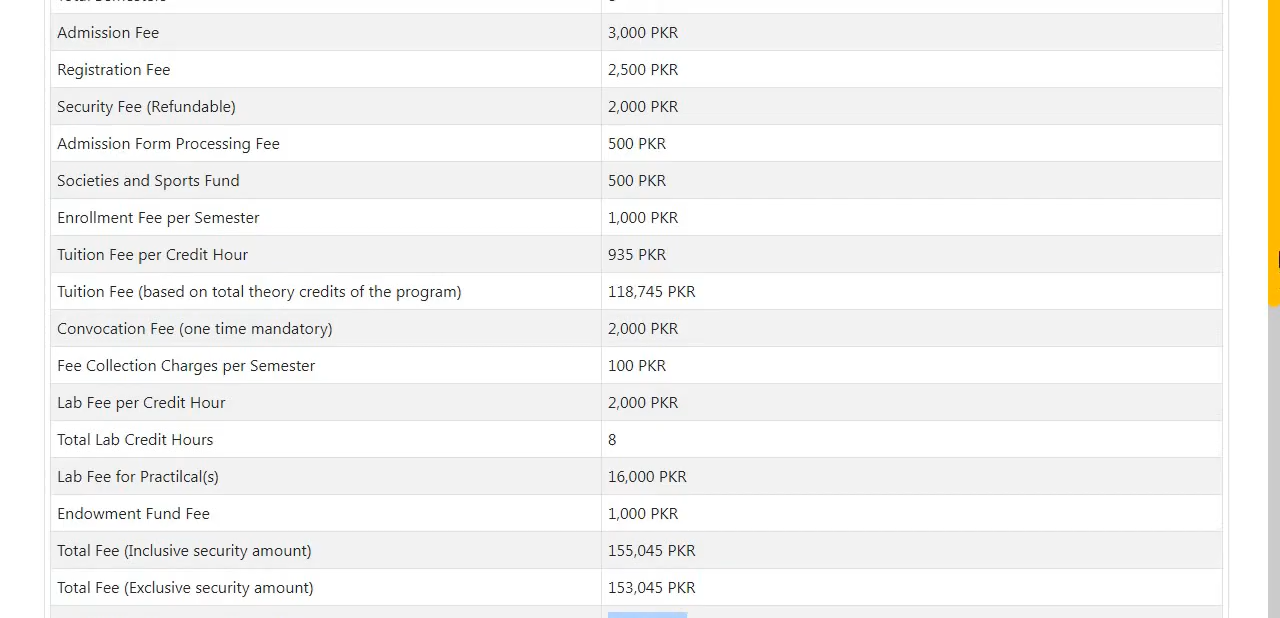 Admission Fee 3,000 PKR
Registration Fee 2,500 PKR
Security Fee (Refundable) 2,000 PKR
Admission Form Processing Fee 500 PKR
Societies and Sports Fund 500 PKR
Enrollment Fee per Semester 1,000 PKR
Tuition Fee per Credit Hour 935 PKR
Tuition Fee (based on total theory credits of the program) 118,745 PKR
Convocation Fee (one time mandatory) 2,000 PKR
Fee Collection Charges per Semester 100 PKR
Lab Fee per Credit Hour 2,000 PKR
Total Lab Credit Hours 8
Lab Fee for Practilcal(s) 16,000 PKR
Endowment Fund Fee 1,000 PKR
Total Fee (Inclusive security amount) 155,045 PKR
Total Fee (Exclusive security amount) 153,045 PKR